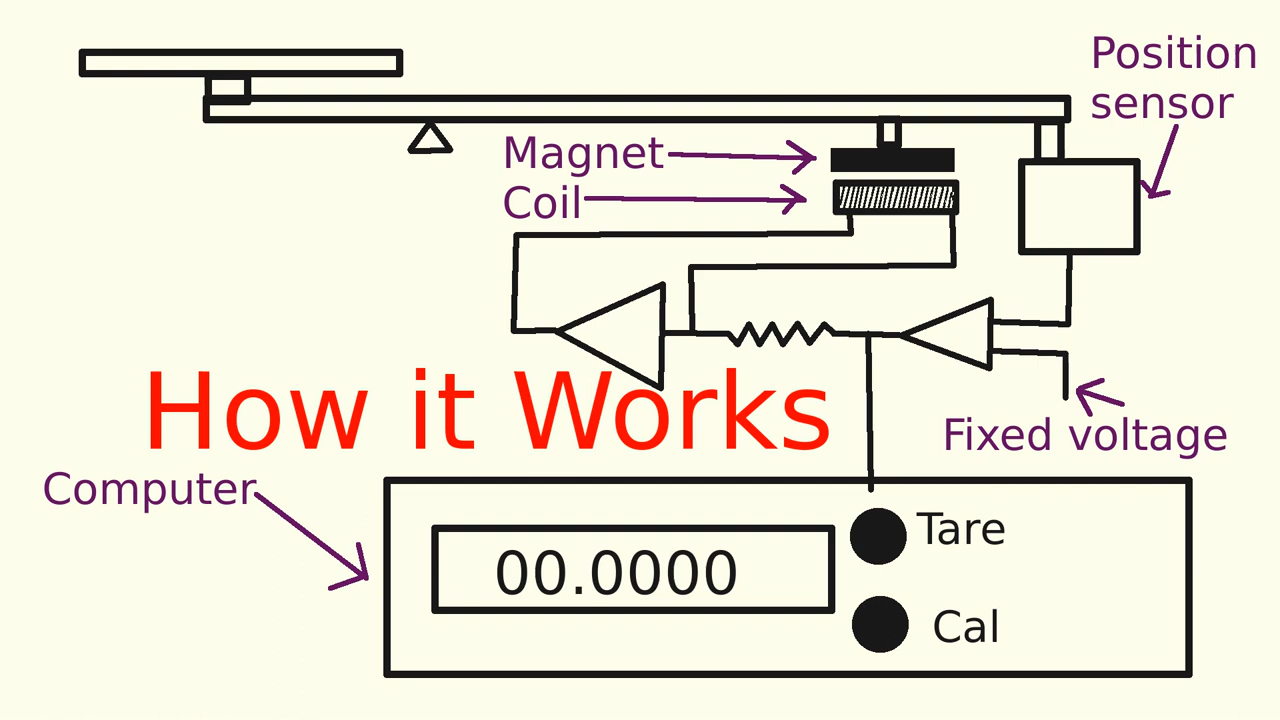 Position
sensor
Magnet
Coil
How it Works
Fixed voltage
Computer
00.0000
Tare
Cal